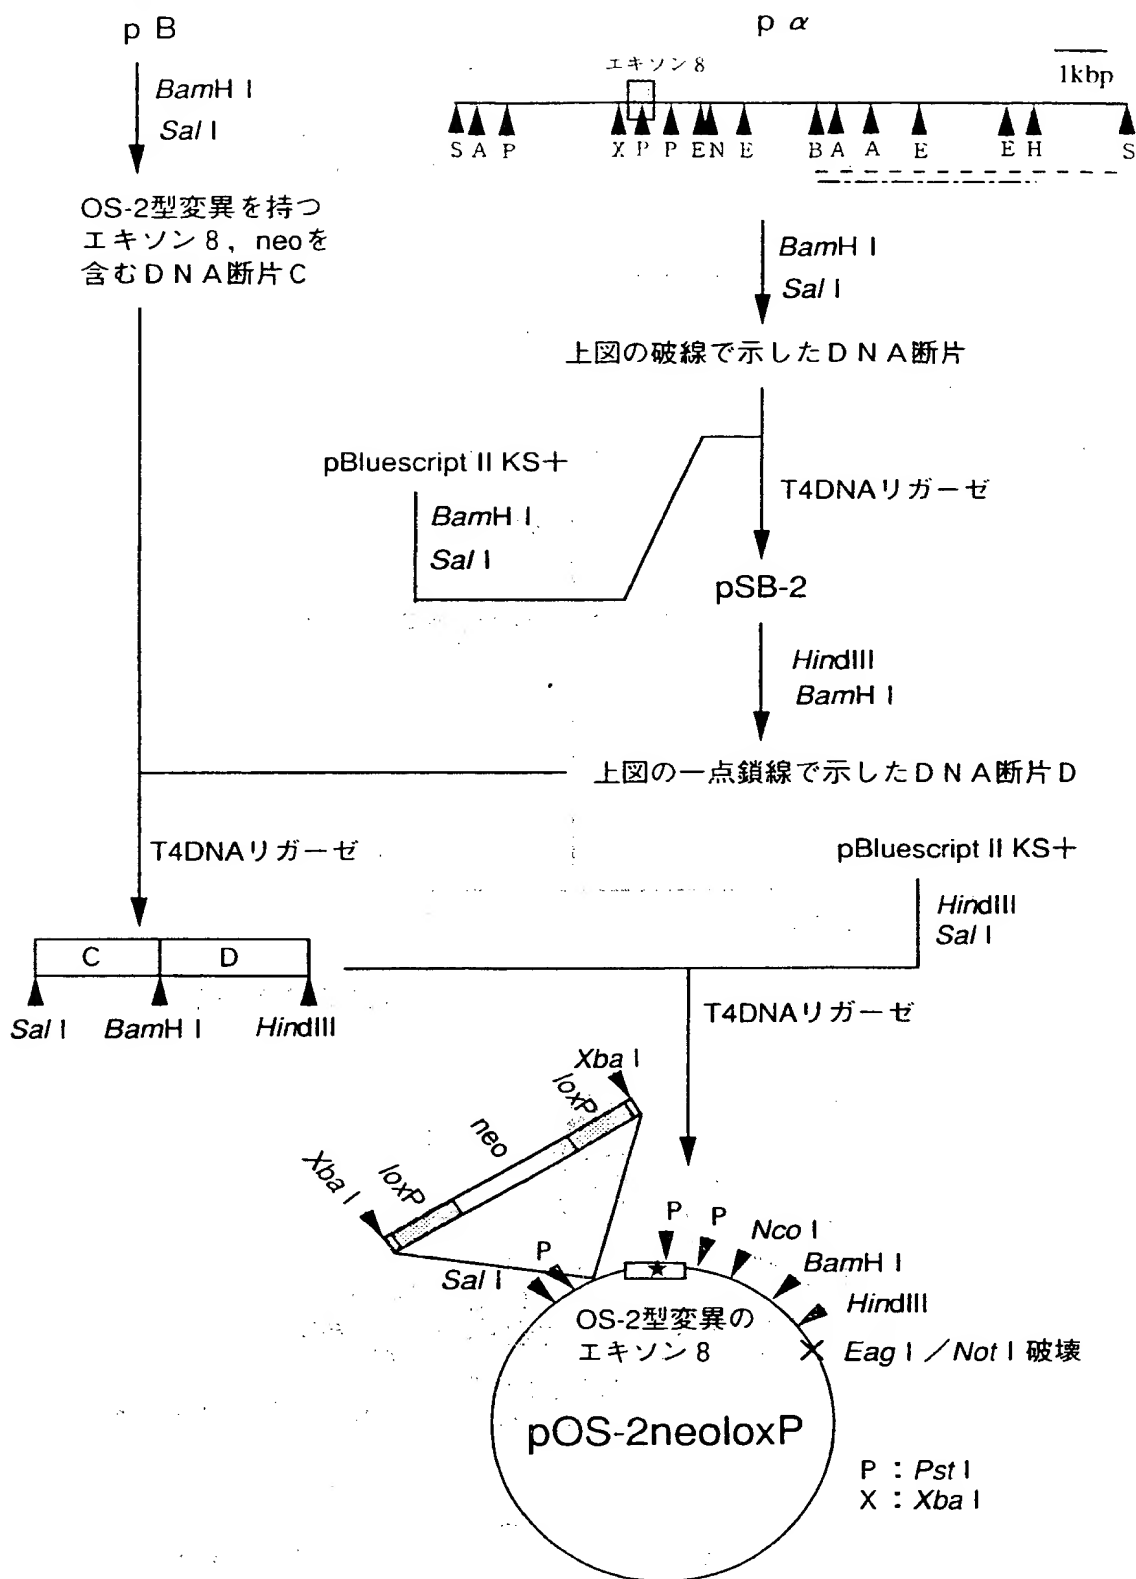 p B
p α
エキソン 8
1kbp
BamH I
Sal I
S A P X P P E N E B A A E E H S
OS-2型変異を持つ
エキソン 8 , neoを
含むDNA断片C
BamH I
Sal I
上図の破線で示したDNA断片
pBluescript II KS+
BamH I
Sal I
T4DNAリガーゼ
pSB-2
HindIII
BamH I
上図の一点鎖線で示したDNA断片D
T4DNAリガーゼ
pBluescript II KS+
HindIII
Sal I
C D
Sal I BamH I HindIII
T4DNAリガーゼ
Xba I
loxP
neo
loxP
Xba I
Sal I
P
P
P
Nco I
BamH I
HindIII
Eag I /Not I 破壊
OS-2型変異の
エキソン 8
pOS-2neoloxP
P : Pst I
X : Xba I